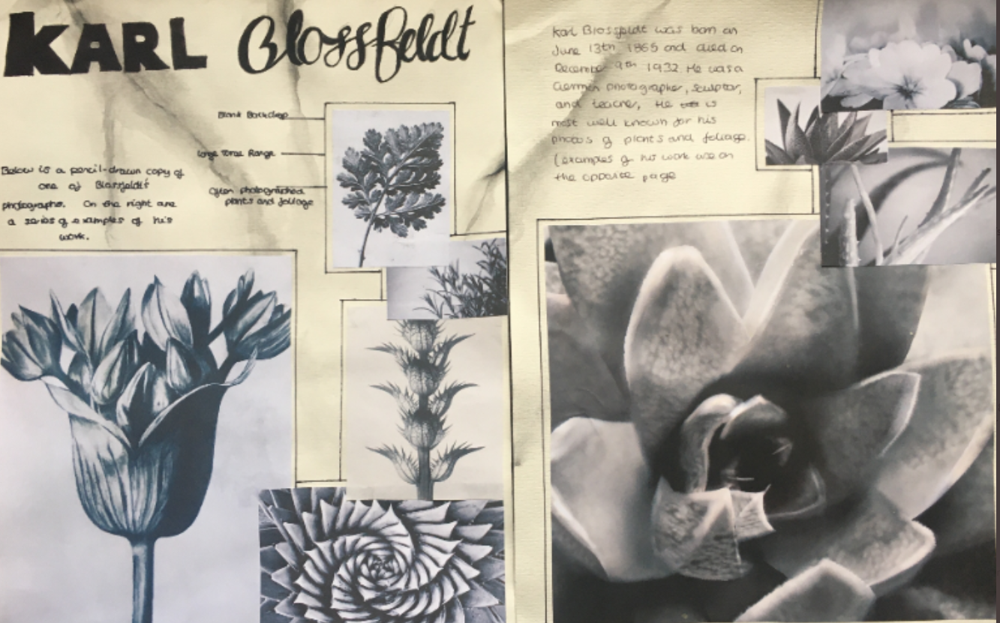 KARL Blossfeldt
Blank Backdrop
Large Tonal Range
Often photographed
plants and foliage
Below is a pencil-drawn copy of
one of Blossfeldt
photographs. On the right are
a series of examples of his
work.
Karl Blossfeldt was born on
June 13th 1865 and died on
December 9th 1932. He was a
German photographer, sculptor,
and teacher, He is
most well known for his
photos of plants and foliage.
(examples of his work are on
the opposite page